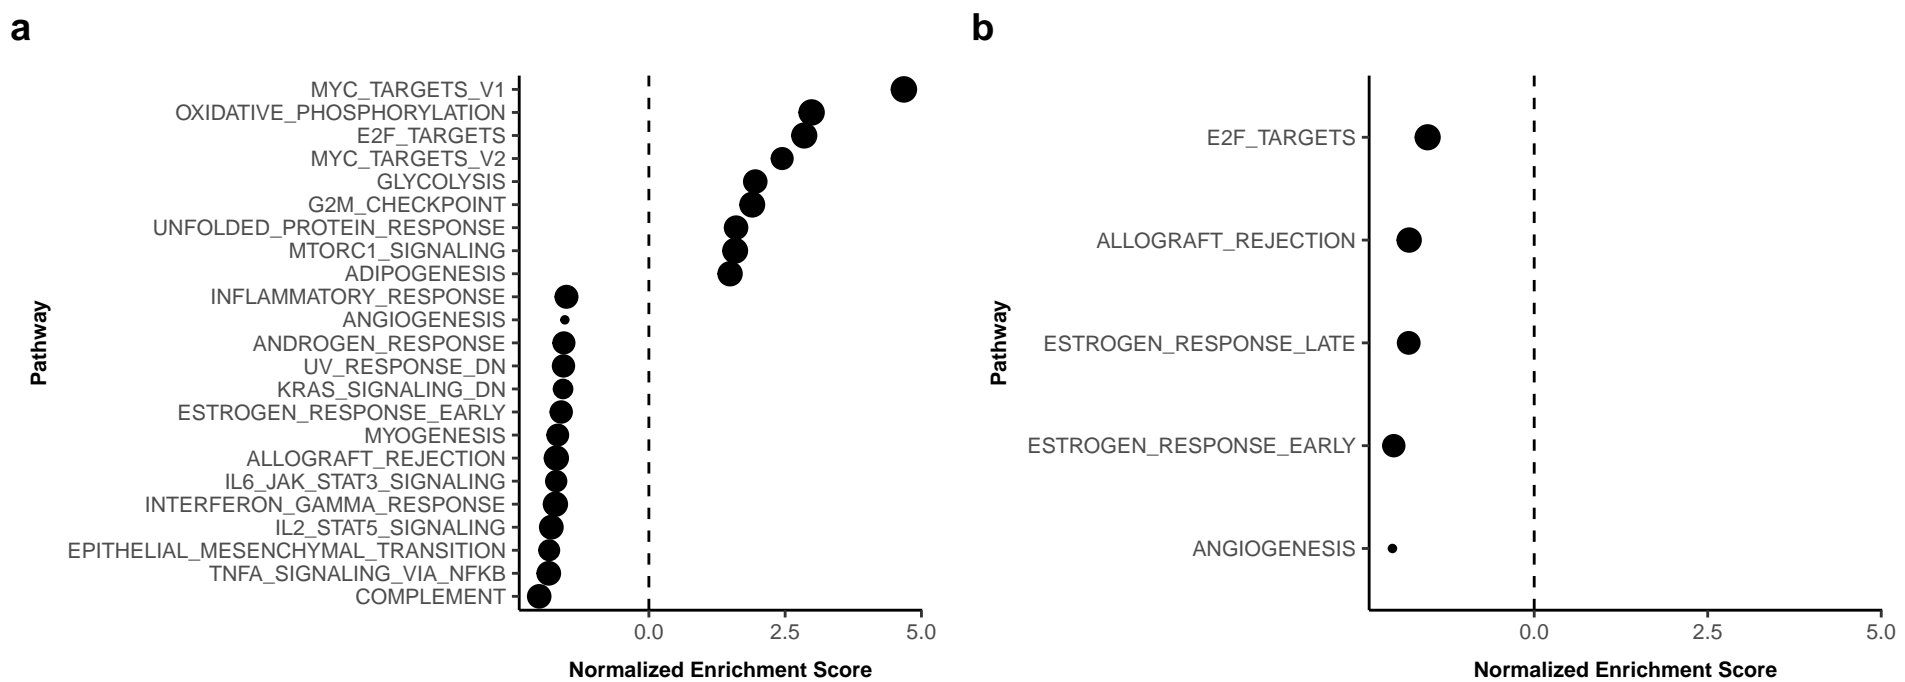 a
MYC_TARGETS_V1
OXIDATIVE_PHOSPHORYLATION
E2F_TARGETS
MYC_TARGETS_V2
GLYCOLYSIS
G2M_CHECKPOINT
UNFOLDED_PROTEIN_RESPONSE
MTORC1_SIGNALING
ADIPOGENESIS
INFLAMMATORY_RESPONSE
ANGIOGENESIS
ANDROGEN_RESPONSE
UV_RESPONSE_DN
KRAS_SIGNALING_DN
ESTROGEN_RESPONSE_EARLY
MYOGENESIS
ALLOGRAFT_REJECTION
IL6_JAK_STAT3_SIGNALING
INTERFERON_GAMMA_RESPONSE
IL2_STAT5_SIGNALING
EPITHELIAL_MESENCHYMAL_TRANSITION
TNFA_SIGNALING_VIA_NFKB
COMPLEMENT
Pathway
0.0 2.5 5.0
Normalized Enrichment Score
b
E2F_TARGETS
ALLOGRAFT_REJECTION
ESTROGEN_RESPONSE_LATE
ESTROGEN_RESPONSE_EARLY
ANGIOGENESIS
Pathway
0.0 2.5 5.0
Normalized Enrichment Score